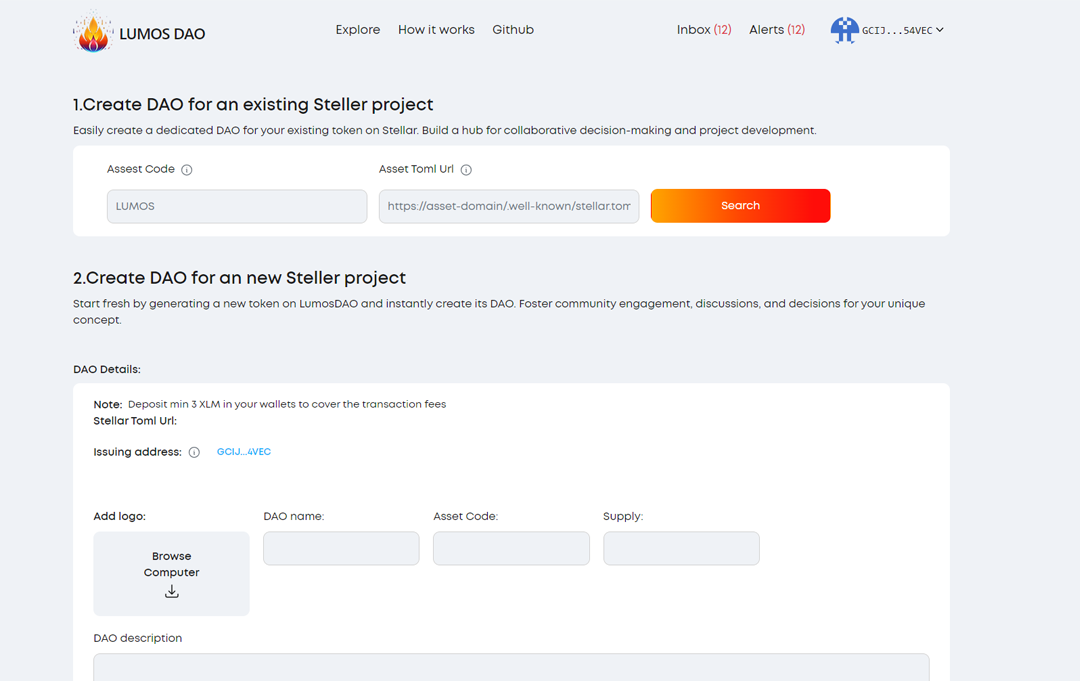 LUMOS DAO
Explore How it works Github
Inbox (12) Alerts (12) GCIJ...54VEC
1.Create DAO for an existing Steller project
Easily create a dedicated DAO for your existing token on Stellar. Build a hub for collaborative decision-making and project development.
Assest Code Asset Toml Url
LUMOS https://asset-domain/.well-known/stellar.tom Search
2.Create DAO for an new Steller project
Start fresh by generating a new token on LumosDAO and instantly create its DAO. Foster community engagement, discussions, and decisions for your unique
concept.
DAO Details:
Note: Deposit min 3 XLM in your wallets to cover the transaction fees
Stellar Toml Url:
Issuing address: GCIJ...4VEC
Add logo: DAO name: Asset Code: Supply:
Browse
Computer
DAO description